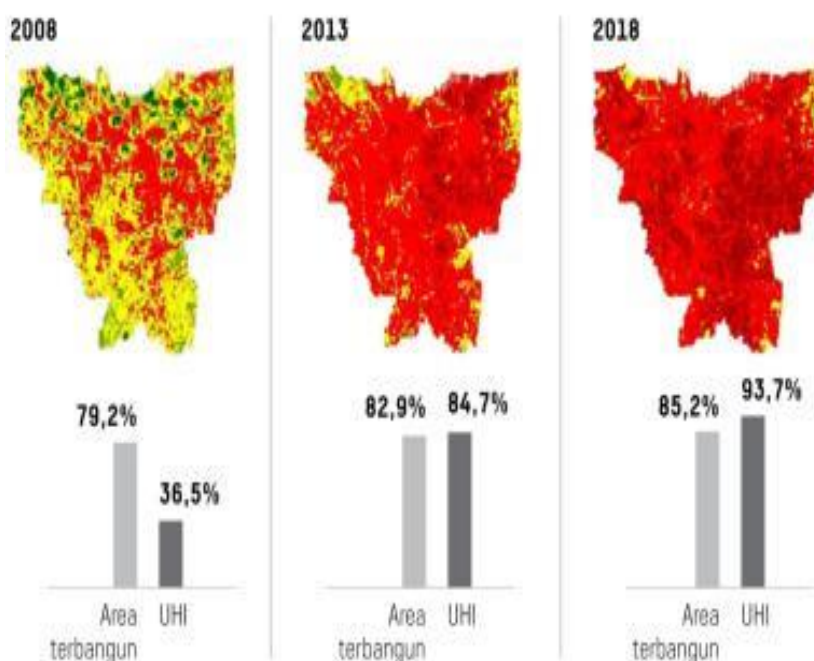 2008
79,2%
36,5%
Area
terbangun
UHI
2013
82,9%
84,7%
Area
terbangun
UHI
2018
85,2%
93,7%
Area
terbangun
UHI